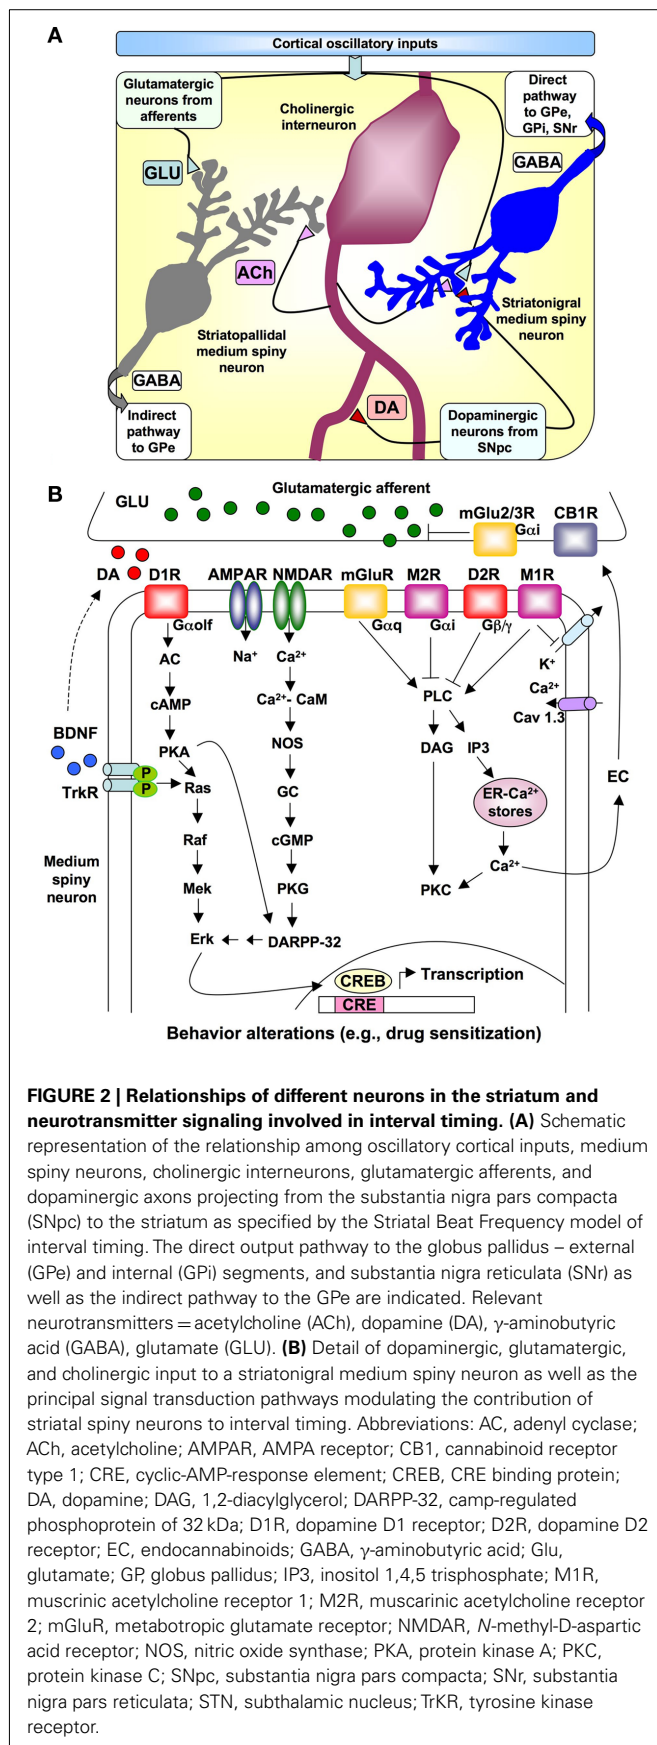 A
Cortical oscillatory inputs
Glutamatergic
neurons from
afferents
Cholinergic
interneuron
Direct
pathway
to GPe,
GPi, SNr
GLU
GABA
ACh
Striatopallidal
medium spiny
neuron
Striatonigral
medium spiny
neuron
GABA
DA
Indirect
pathway
to GPe
Dopaminergic
neurons from
SNpc
B
GLU
Glutamatergic afferent
mGlu2/3R
CB1R
Gαi
DA
D1R
AMPAR
NMDAR
mGluR
M2R
D2R
M1R
Gαolf
Gαq
Gαi
Gβ/γ
AC
Na⁺
Ca²⁺
K⁺
cAMP
Ca²⁺- CaM
PLC
Ca²⁺
Cav 1.3
BDNF
PKA
NOS
DAG
IP3
P
P
TrkR
Ras
GC
ER-Ca²⁺
stores
EC
Raf
cGMP
Medium
spiny
neuron
Mek
PKG
PKC
Ca²⁺
Erk
DARPP-32
CREB
Transcription
CRE
Behavior alterations (e.g., drug sensitization)
FIGURE 2 | Relationships of different neurons in the striatum and
neurotransmitter signaling involved in interval timing. (A) Schematic
representation of the relationship among oscillatory cortical inputs, medium
spiny neurons, cholinergic interneurons, glutamatergic afferents, and
dopaminergic axons projecting from the substantia nigra pars compacta
(SNpc) to the striatum as specified by the Striatal Beat Frequency model of
interval timing. The direct output pathway to the globus pallidus – external
(GPe) and internal (GPi) segments, and substantia nigra reticulata (SNr) as
well as the indirect pathway to the GPe are indicated. Relevant
neurotransmitters = acetylcholine (ACh), dopamine (DA), γ-aminobutyric
acid (GABA), glutamate (GLU). (B) Detail of dopaminergic, glutamatergic,
and cholinergic input to a striatonigral medium spiny neuron as well as the
principal signal transduction pathways modulating the contribution of
striatal spiny neurons to interval timing. Abbreviations: AC, adenyl cyclase;
ACh, acetylcholine; AMPAR, AMPA receptor; CB1, cannabinoid receptor
type 1; CRE, cyclic-AMP-response element; CREB, CRE binding protein;
DA, dopamine; DAG, 1,2-diacylglycerol; DARPP-32, camp-regulated
phosphoprotein of 32 kDa; D1R, dopamine D1 receptor; D2R, dopamine D2
receptor; EC, endocannabinoids; GABA, γ-aminobutyric acid; Glu,
glutamate; GP, globus pallidus; IP3, inositol 1,4,5 trisphosphate; M1R,
muscrinic acetylcholine receptor 1; M2R, muscarinic acetylcholine receptor
2; mGluR, metabotropic glutamate receptor; NMDAR, N-methyl-D-aspartic
acid receptor; NOS, nitric oxide synthase; PKA, protein kinase A; PKC,
protein kinase C; SNpc, substantia nigra pars compacta; SNr, substantia
nigra pars reticulata; STN, subthalamic nucleus; TrKR, tyrosine kinase
receptor.